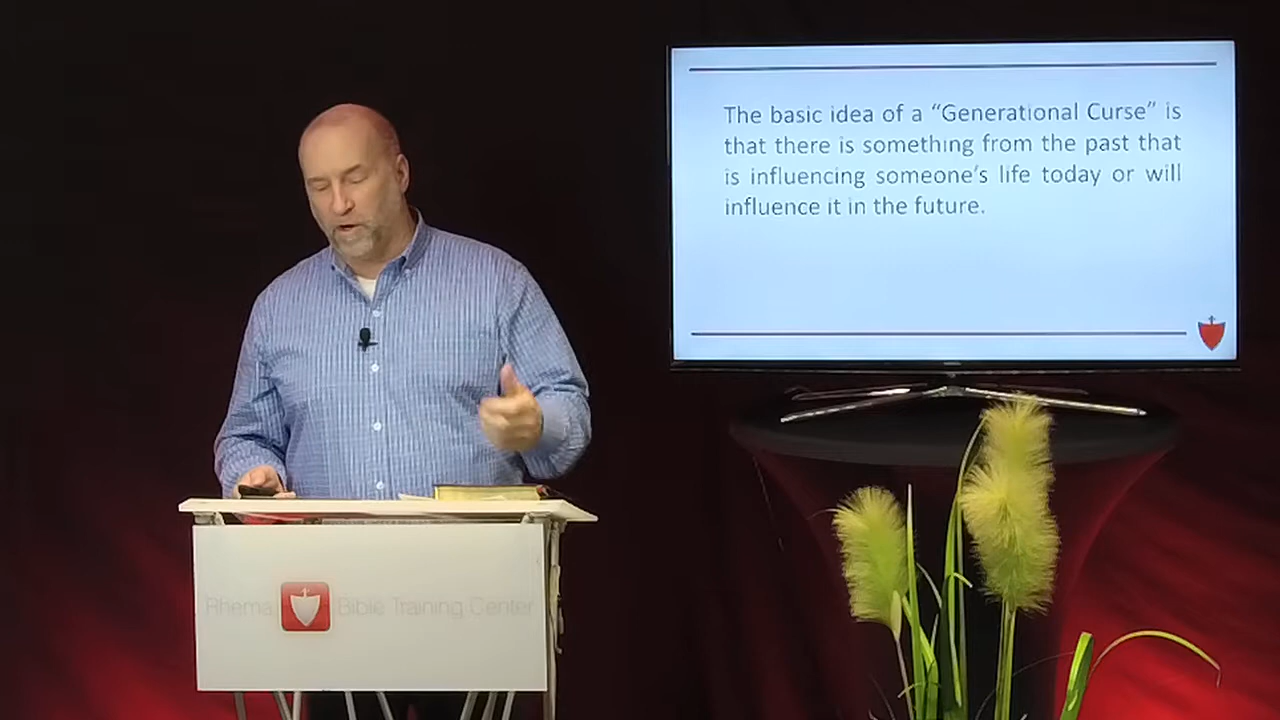 The basic idea of a “Generational Curse” is
that there is something from the past that
is influencing someone’s life today or will
influence it in the future.
Rhema Bible Training Center